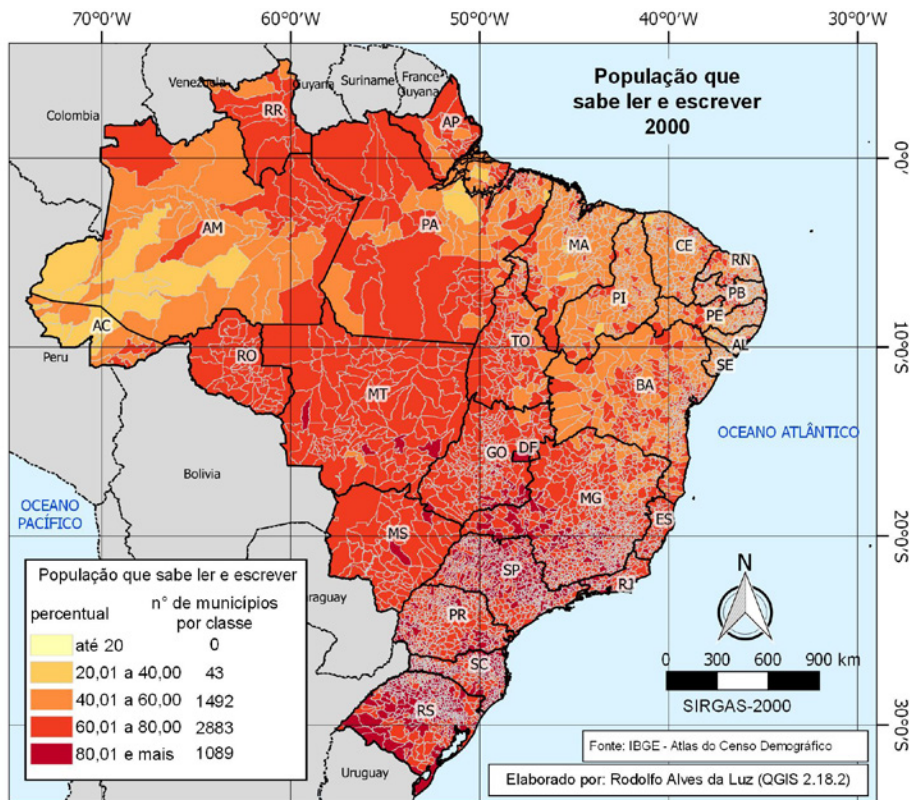 70°0'W 60°0'W 50°0'W 40°0'W 30°0'W
População que
sabe ler e escrever
2000
Venezuela
Guyana
Suriname
France
Guyana
Colombia
RR
AP
0°0'
AM
PA
MA
CE
RN
PB
PI
PE
AC
AL
TO
SE
10°0'S
Peru
RO
BA
MT
OCEANO ATLÂNTICO
GO
DF
Bolivia
MG
OCEANO
PACÍFICO
ES
MS
20°0'S
SP
RJ
N
PR
SC
RS
Uruguay
30°0'S
População que sabe ler e escrever
percentual
n° de municípios
por classe
até 20 0
20,01 a 40,00 43
40,01 a 60,00 1492
60,01 a 80,00 2883
80,01 e mais 1089
araguay
0 300 600 900 km
SIRGAS-2000
Fonte: IBGE - Atlas do Censo Demográfico
Elaborado por: Rodolfo Alves da Luz (QGIS 2.18.2)